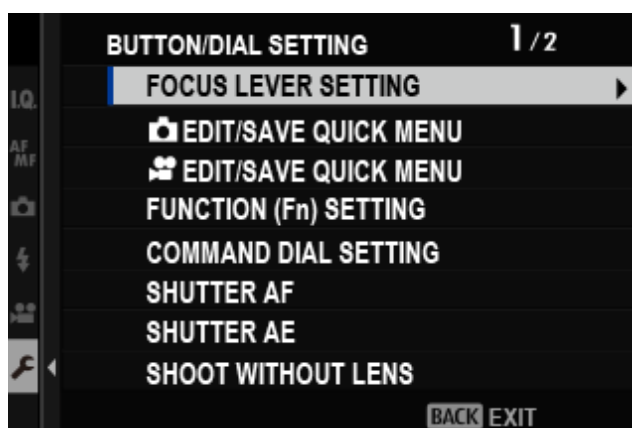 BUTTON/DIAL SETTING 1/2
FOCUS LEVER SETTING
EDIT/SAVE QUICK MENU
EDIT/SAVE QUICK MENU
FUNCTION (Fn) SETTING
COMMAND DIAL SETTING
SHUTTER AF
SHUTTER AE
SHOOT WITHOUT LENS
I.Q.
AF
MF
BACK EXIT